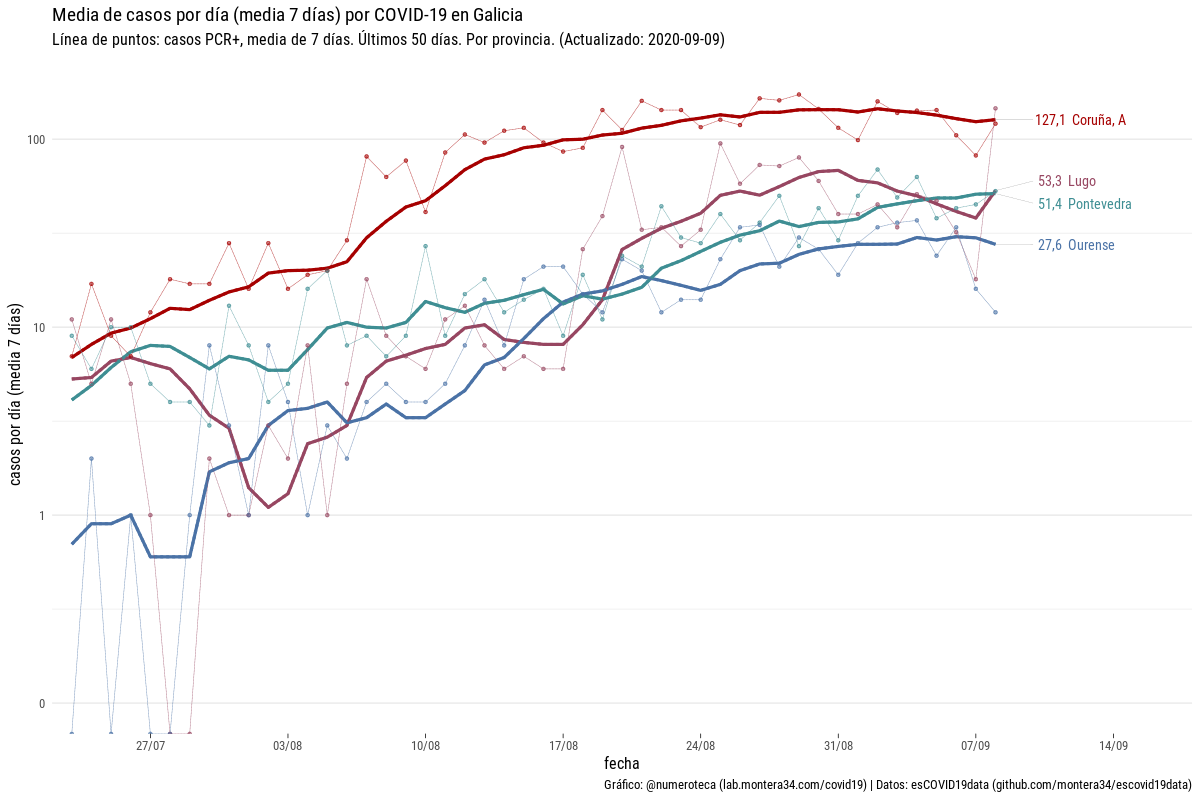 Media de casos por día (media 7 días) por COVID-19 en Galicia
Línea de puntos: casos PCR+, media de 7 días. Últimos 50 días. Por provincia. (Actualizado: 2020-09-09)
casos por día (media 7 días)
100
10
1
0
127,1 Coruña, A
53,3 Lugo
51,4 Pontevedra
27,6 Ourense
27/07
03/08
10/08
17/08
24/08
31/08
07/09
14/09
fecha
Gráfico: @numeroteca (lab.montera34.com/covid19) | Datos: esCOVID19data (github.com/montera34/escovid19data)